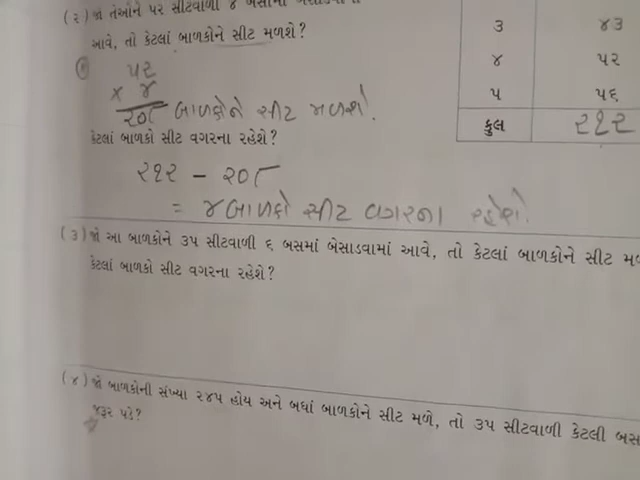 (૨) જો તેઓને ૫૨ સીટવાળી ૪
આવે, તો કેટલાં બાળકોને સીટ મળશે?
૫૨
× ૪
૨૦૮ બાળકોને સીટ મળશે.
કેટલાં બાળકો સીટ વગરના રહેશે?
૨૧૨ – ૨૦૮
= ૪ બાળકો સીટ વગરના રહેશે.
૩ ૪૩
૪ ૫૨
૫ ૫૬
કુલ ૨૧૨
(૩) જો આ બાળકોને ૩૫ સીટવાળી ૬ બસમાં બેસાડવામાં આવે, તો કેટલાં બાળકોને સીટ
કેટલાં બાળકો સીટ વગરના રહેશે?
(૪) જો બાળકોની સંખ્યા ૨૪૫ હોય અને બધાં બાળકોને સીટ મળે, તો ૩૫ સીટવાળી કેટલી બસ
જરૂર પડે?